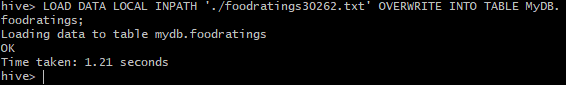 hive> LOAD DATA LOCAL INPATH './foodratings30262.txt' OVERWRITE INTO TABLE MyDB.
foodratings;
Loading data to table mydb.foodratings
OK
Time taken: 1.21 seconds
hive>